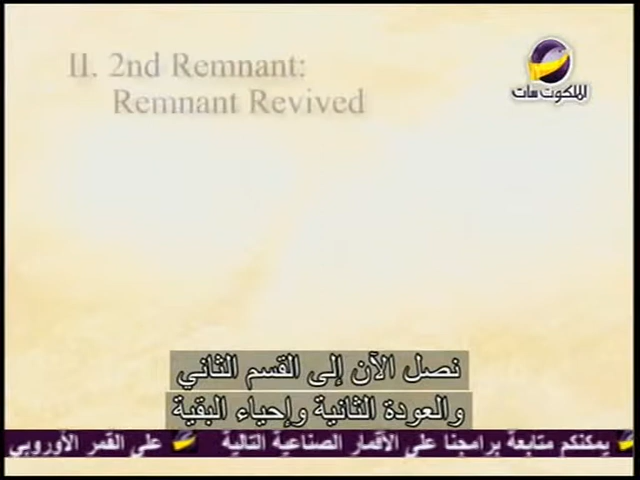 II. 2nd Remnant:
Remnant Revived
الملكوت سات
نصل الآن إلى القسم الثاني
والعودة الثانية وإحياء البقية
يمكنكم متابعة برامجنا على الأقمار الصناعية التالية على القمر الأوروبي